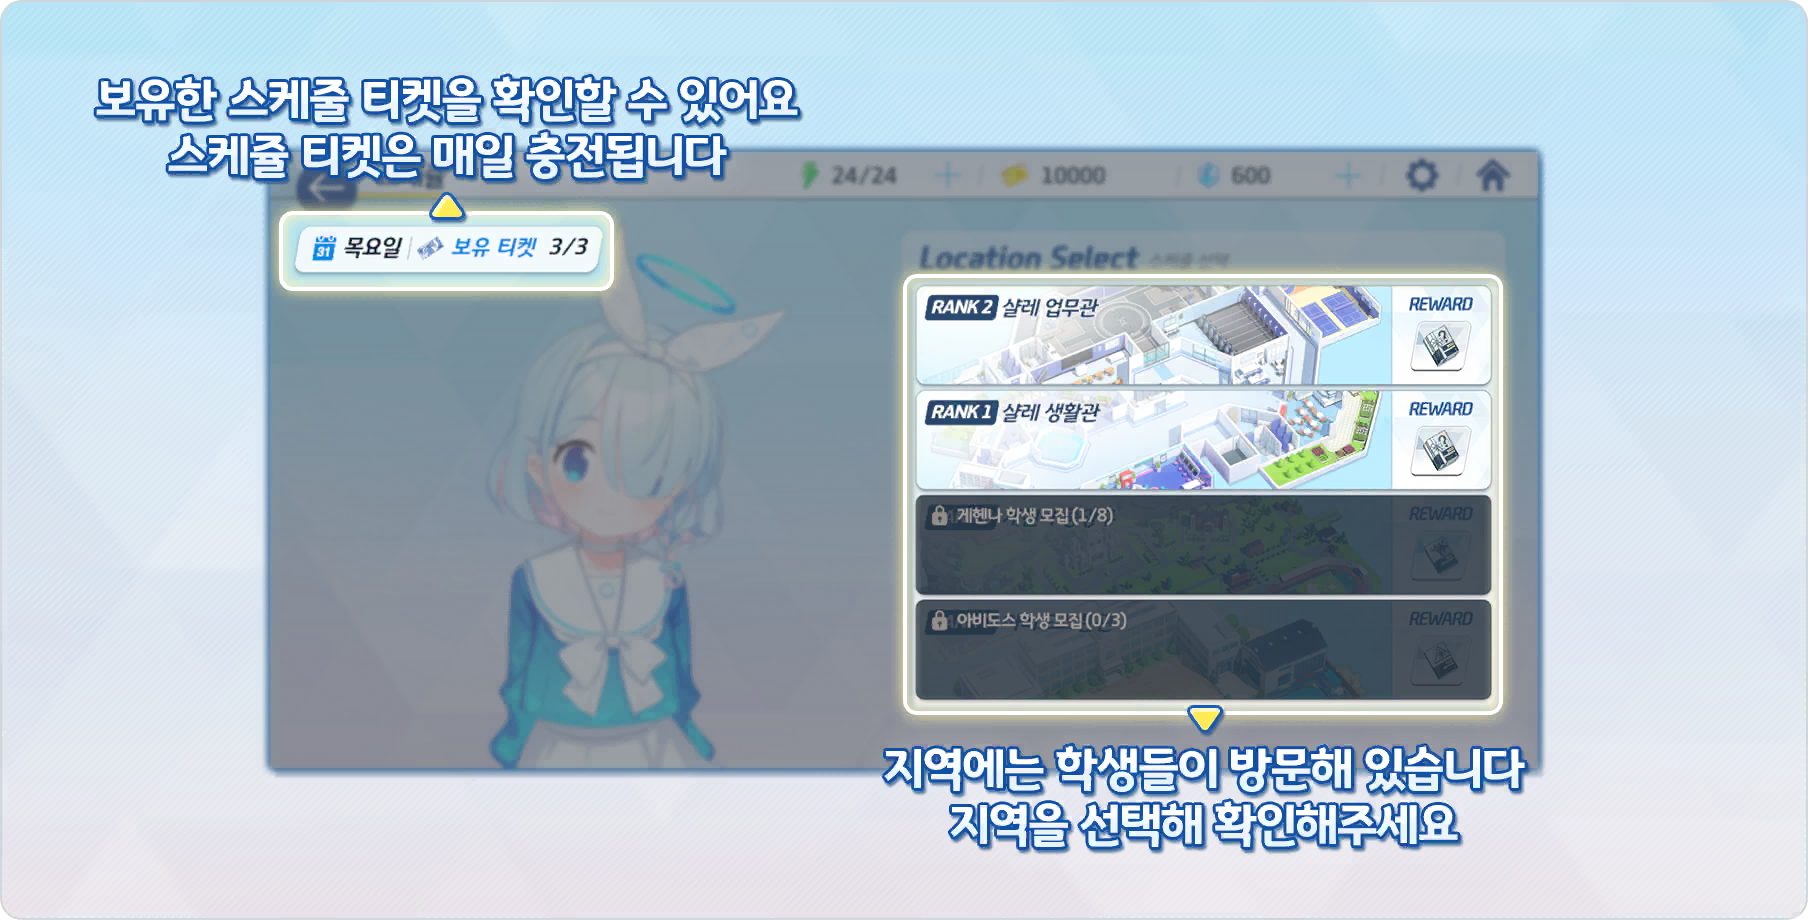 보유한 스케줄 티켓을 확인할 수 있어요
스케쥴 티켓은 매일 충전됩니다
24/24
10000
600
31 목요일 보유 티켓 3/3
Location Select 스케줄 선택
RANK 2 샬레 업무관
REWARD
RANK 1 샬레 생활관
REWARD
게헨나 학생 모집(1/8)
REWARD
아비도스 학생 모집(0/3)
REWARD
지역에는 학생들이 방문해 있습니다
지역을 선택해 확인해주세요